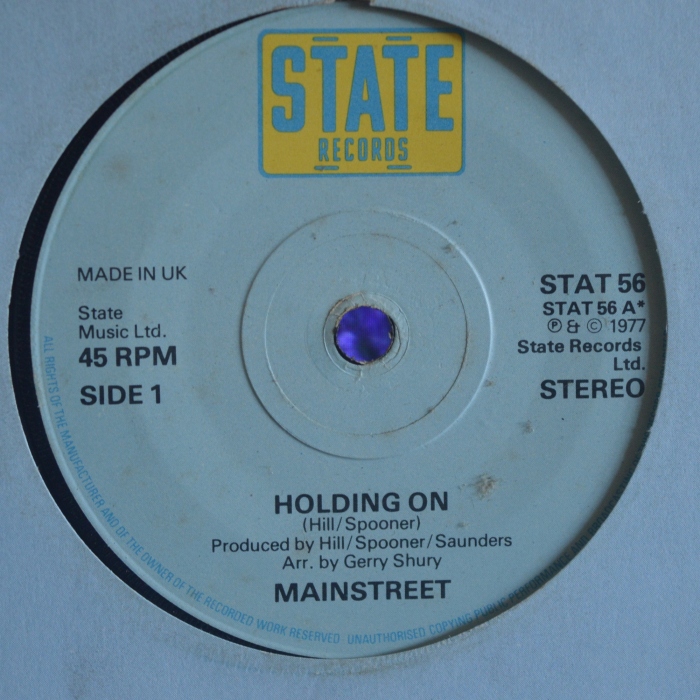 STATE
RECORDS
MADE IN UK
State
Music Ltd.
45 RPM
SIDE 1
STAT 56
STAT 56 A*
℗ & © 1977
State Records
Ltd.
STEREO
HOLDING ON
(Hill/Spooner)
Produced by Hill/Spooner/Saunders
Arr. by Gerry Shury
MAINSTREET
ALL RIGHTS OF THE MANUFACTURER AND OF THE OWNER OF THE RECORDED WORK RESERVED UNAUTHORISED COPYING PUBLIC PERFORMANCE